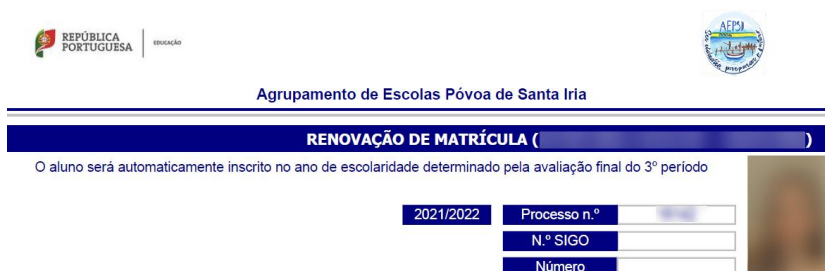 REPÚBLICA
PORTUGUESA
EDUCAÇÃO
AEPSI
Agrupamento de Escolas Póvoa de Santa Iria
RENOVAÇÃO DE MATRÍCULA ( )
O aluno será automaticamente inscrito no ano de escolaridade determinado pela avaliação final do 3º período
2021/2022 Processo n.º
N.º SIGO
Número